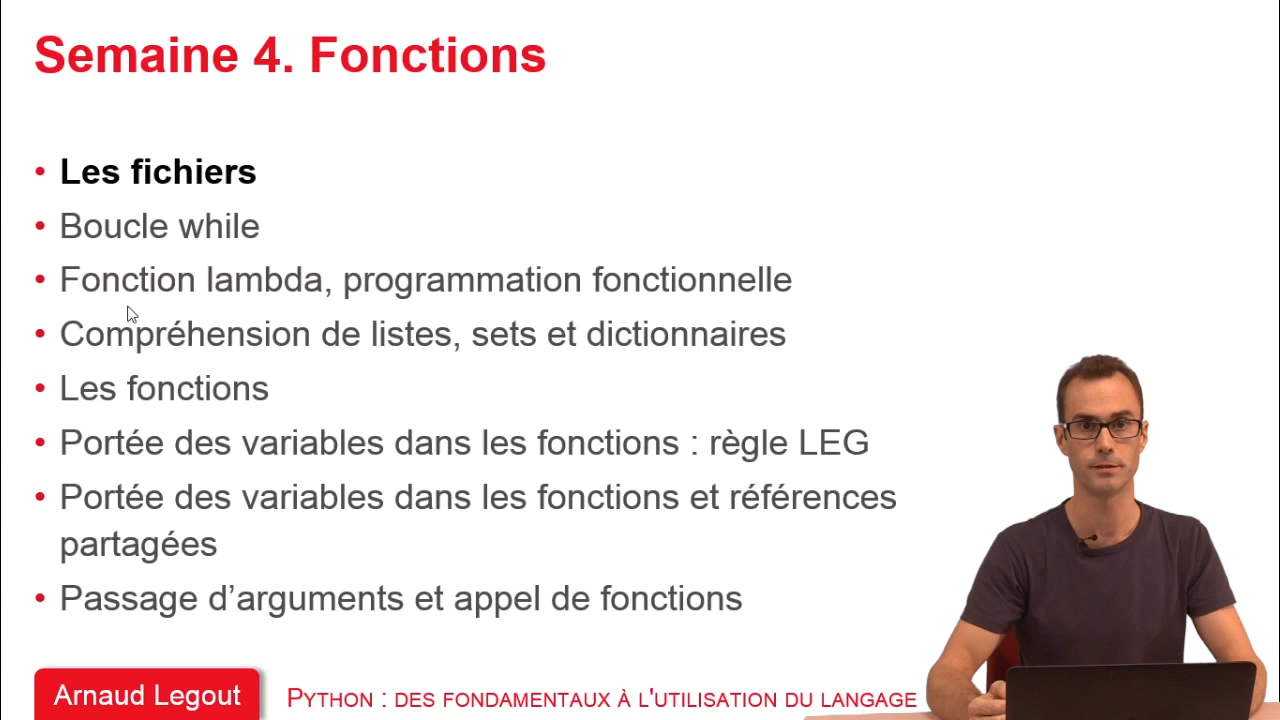 Semaine 4. Fonctions
• Les fichiers
• Boucle while
• Fonction lambda, programmation fonctionnelle
• Compréhension de listes, sets et dictionnaires
• Les fonctions
• Portée des variables dans les fonctions : règle LEG
• Portée des variables dans les fonctions et références
partagées
• Passage d’arguments et appel de fonctions
Arnaud Legout
PYTHON : DES FONDAMENTAUX À L'UTILISATION DU LANGAGE